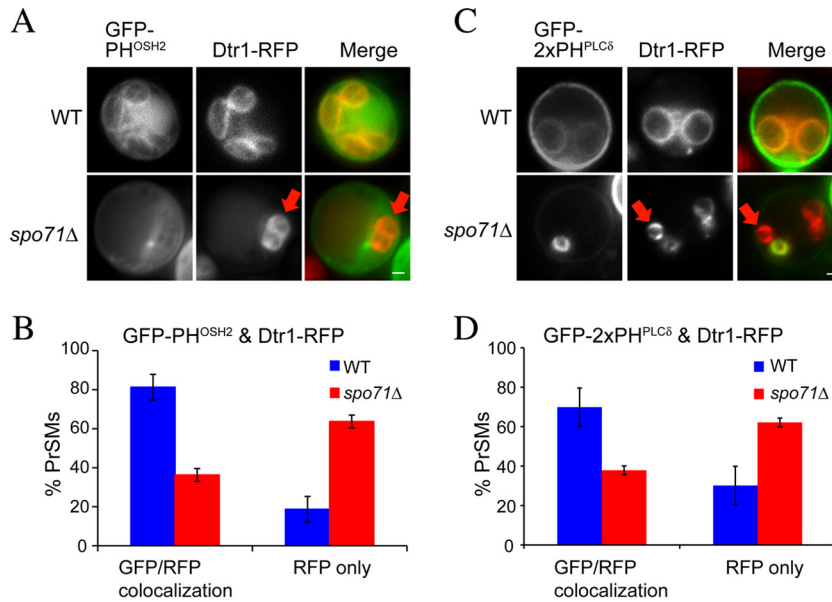 A
GFP-
PH^OSH2
Dtr1-RFP
Merge
WT
spo71Δ
B
GFP-PH^OSH2 & Dtr1-RFP
% PrSMs
100
80
60
40
20
0
WT
spo71Δ
GFP/RFP
colocalization
RFP only
C
GFP-
2xPH^PLCδ
Dtr1-RFP
Merge
WT
spo71Δ
D
GFP-2xPH^PLCδ & Dtr1-RFP
% PrSMs
100
80
60
40
20
0
WT
spo71Δ
GFP/RFP
colocalization
RFP only